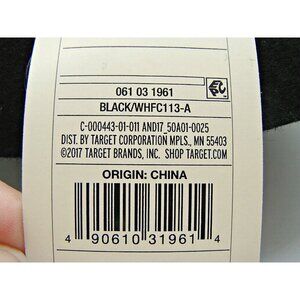 061 03 1961
BLACK/WHFC113-A
C-000443-01-011 AND17_50A01-0025
DIST. BY TARGET CORPORATION MPLS., MN 55403
©2017 TARGET BRANDS, INC. SHOP TARGET.COM
ORIGIN: CHINA
4 90610 31961 4